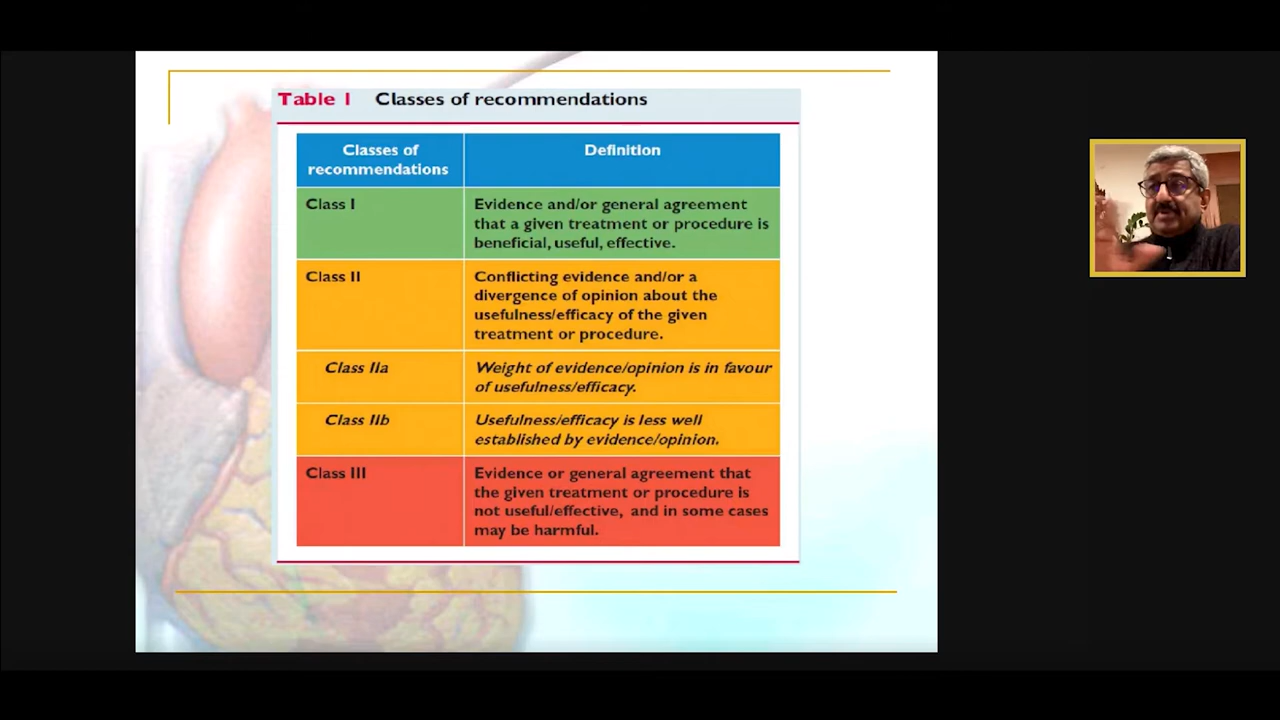 Table 1 Classes of recommendations
Classes of
recommendations
Definition
Class I
Evidence and/or general agreement
that a given treatment or procedure is
beneficial, useful, effective.
Class II
Conflicting evidence and/or a
divergence of opinion about the
usefulness/efficacy of the given
treatment or procedure.
Class IIa
Weight of evidence/opinion is in favour
of usefulness/efficacy.
Class IIb
Usefulness/efficacy is less well
established by evidence/opinion.
Class III
Evidence or general agreement that
the given treatment or procedure is
not useful/effective, and in some cases
may be harmful.